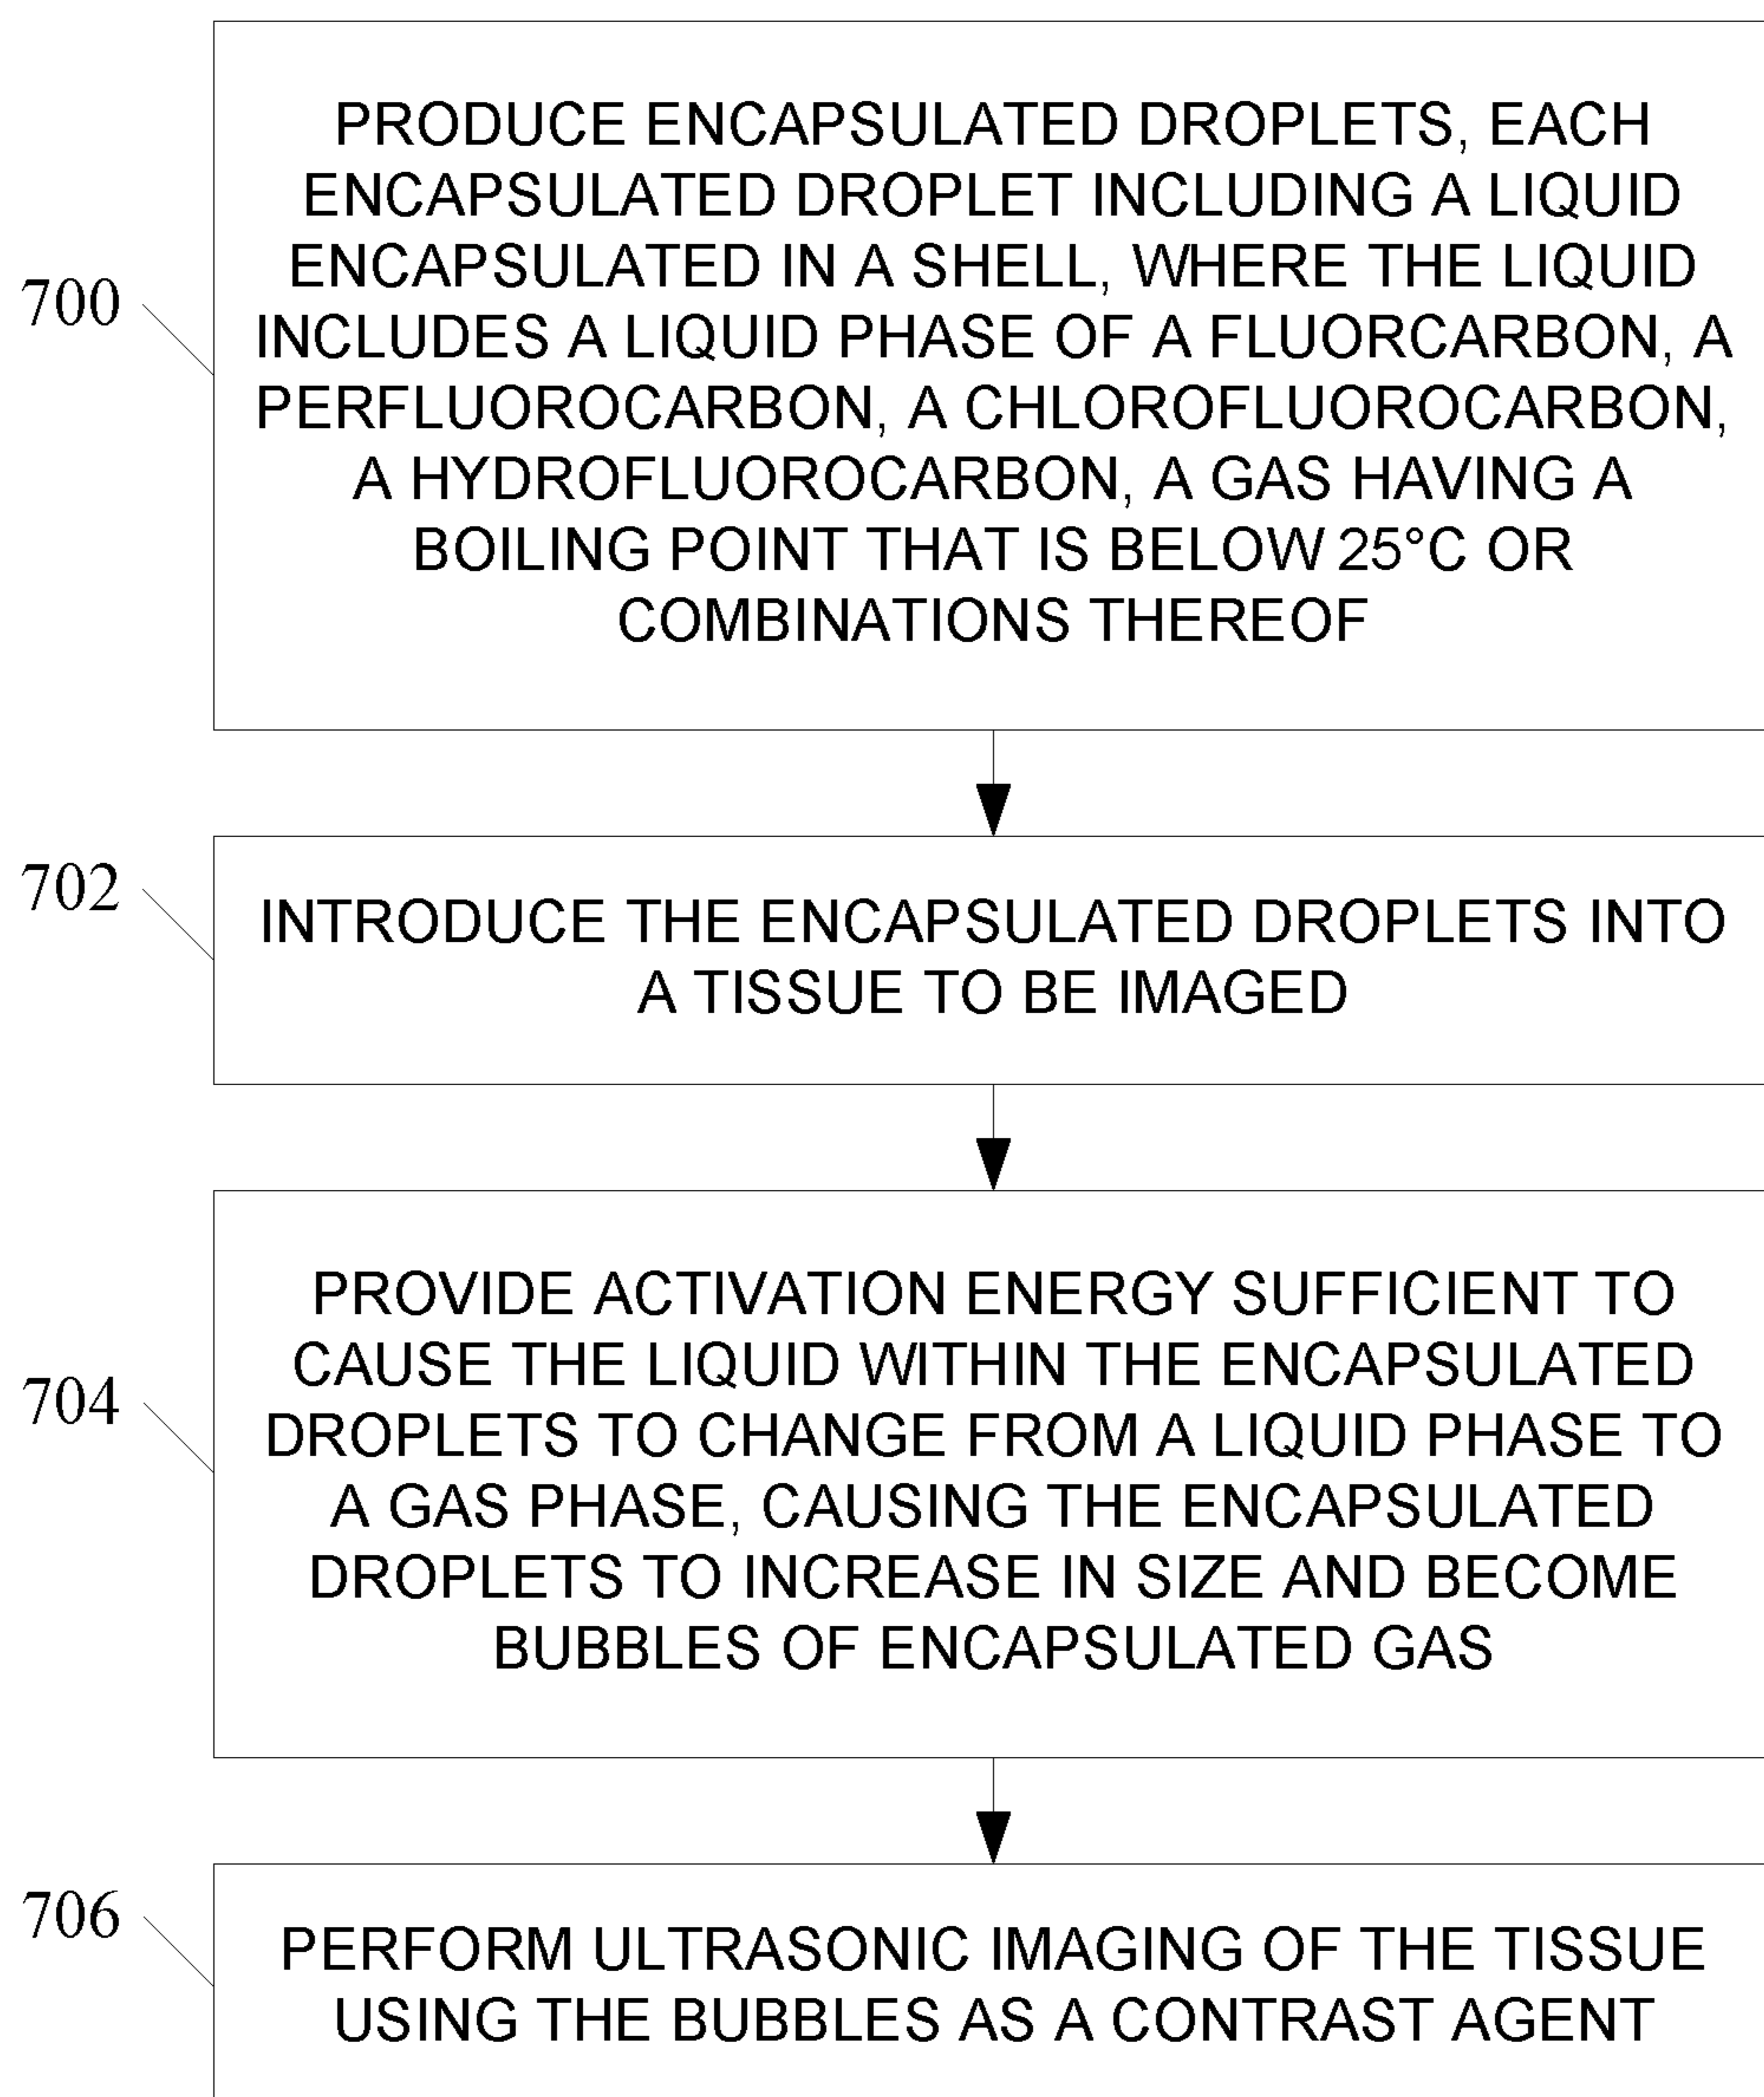 PRODUCE ENCAPSULATED DROPLETS, EACH
ENCAPSULATED DROPLET INCLUDING A LIQUID
ENCAPSULATED IN A SHELL, WHERE THE LIQUID
700
INCLUDES A LIQUID PHASE OF A FLUORCARBON, A
PERFLUOROCARBON, A CHLOROFLUOROCARBON,
A HYDROFLUOROCARBON, A GAS HAVING A
BOILING POINT THAT IS BELOW 25°C OR
COMBINATIONS THEREOF
702
INTRODUCE THE ENCAPSULATED DROPLETS INTO
A TISSUE TO BE IMAGED
PROVIDE ACTIVATION ENERGY SUFFICIENT TO
CAUSE THE LIQUID WITHIN THE ENCAPSULATED
704
DROPLETS TO CHANGE FROM A LIQUID PHASE TO
A GAS PHASE, CAUSING THE ENCAPSULATED
DROPLETS TO INCREASE IN SIZE AND BECOME
BUBBLES OF ENCAPSULATED GAS
706
PERFORM ULTRASONIC IMAGING OF THE TISSUE
USING THE BUBBLES AS A CONTRAST AGENT